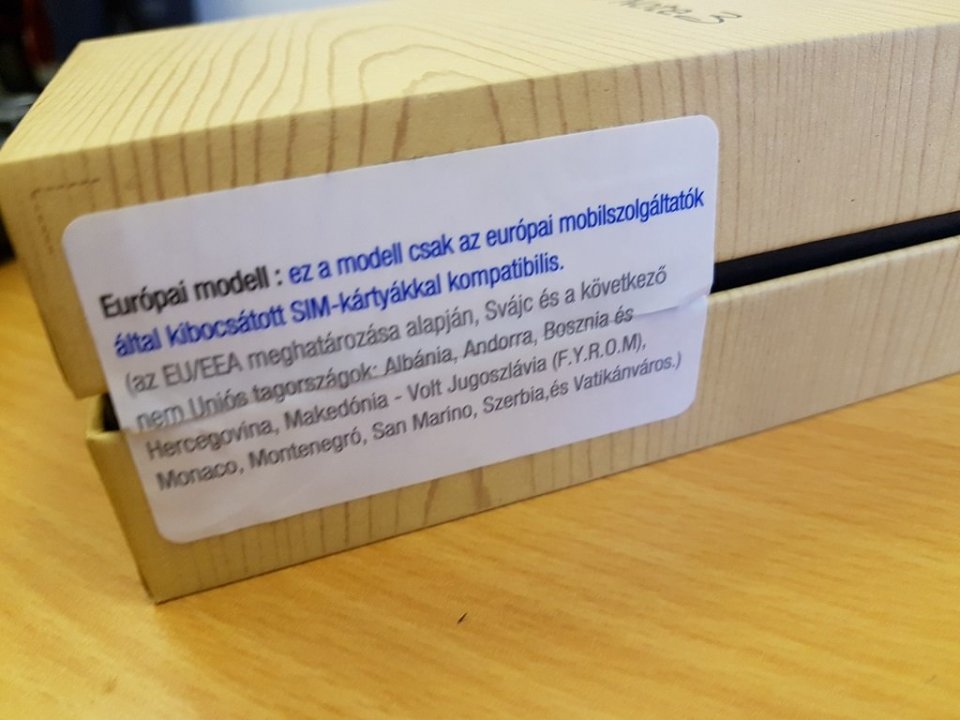 Note 3
Európai modell : ez a modell csak az európai mobilszolgáltatók
által kibocsátott SIM-kártyákkal kompatibilis.
(az EU/EEA meghatározása alapján, Svájc és a következő
nem Uniós tagországok: Albánia, Andorra, Bosznia és
Hercegovina, Makedónia - Volt Jugoszlávia (F.Y.R.O.M),
Monaco, Montenegró, San Marino, Szerbia,és Vatikánváros.)